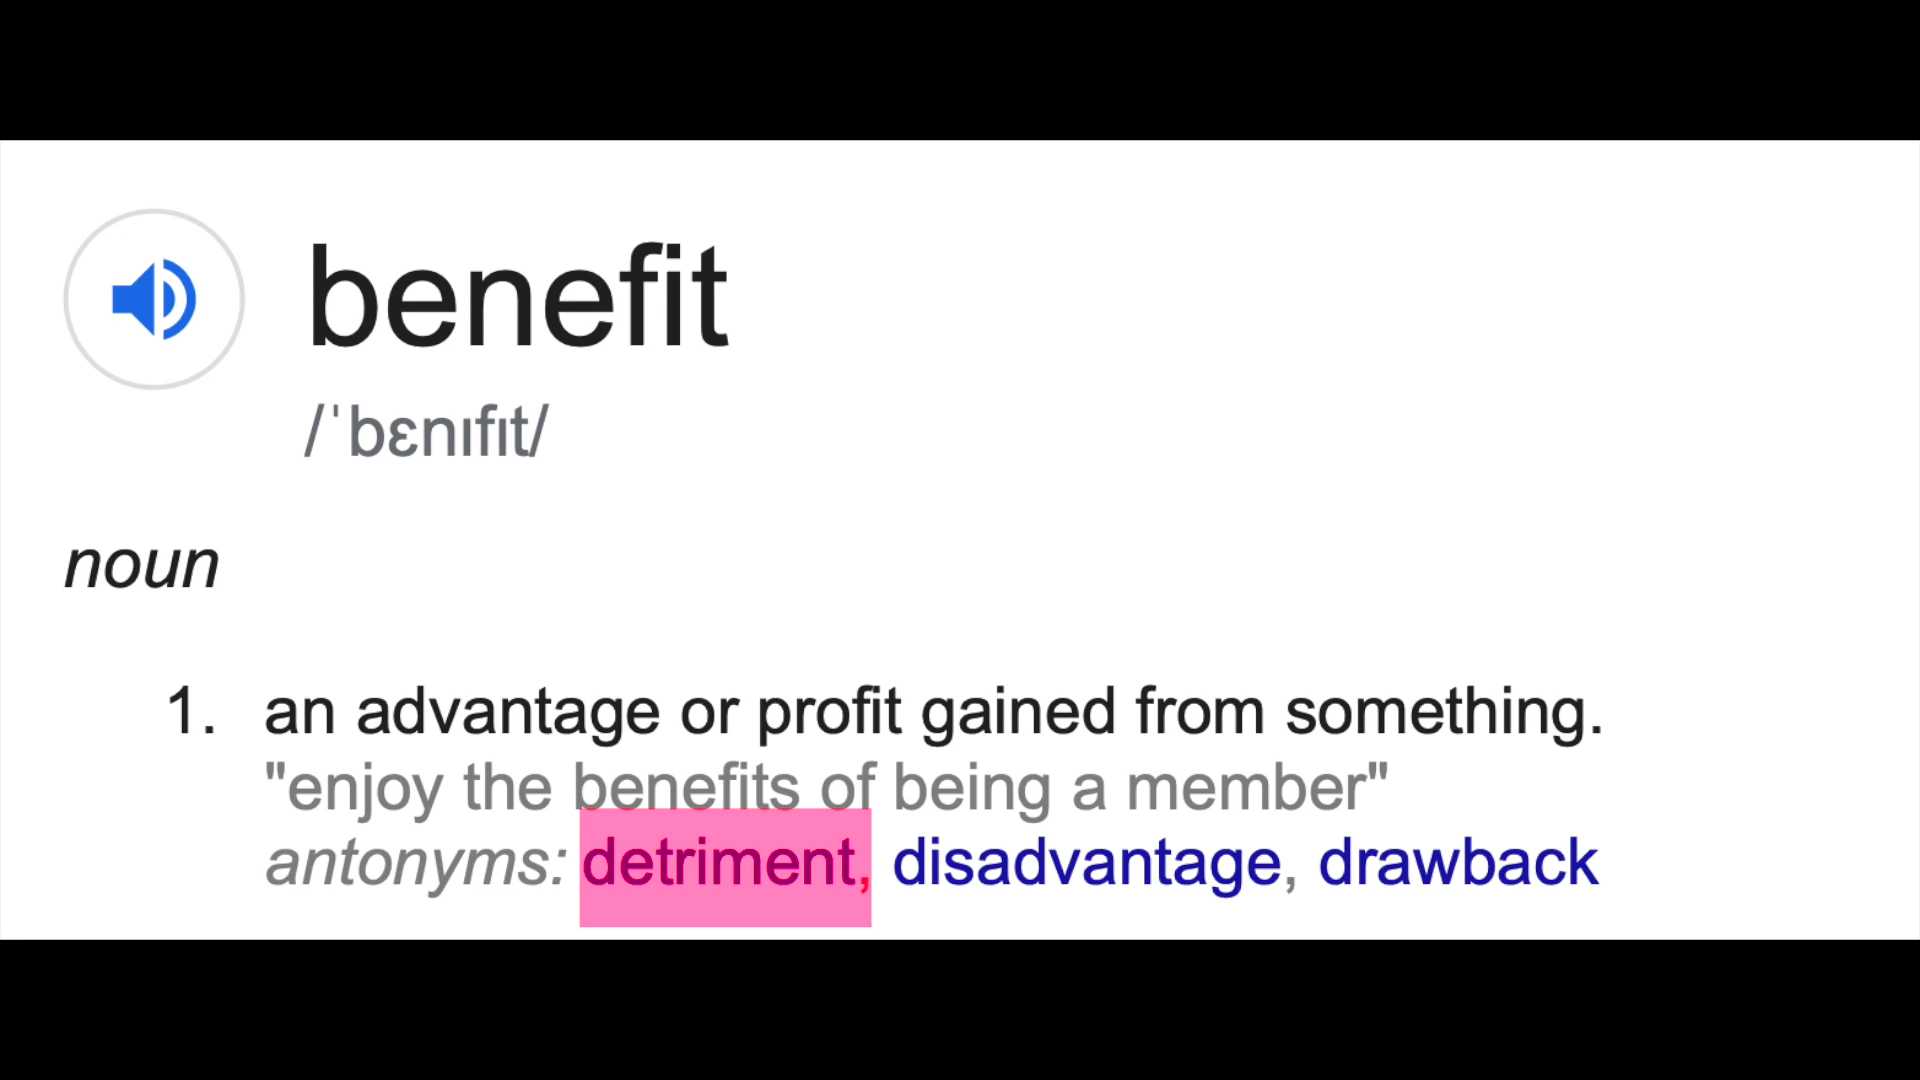 benefit
/ˈbɛnɪfɪt/
noun
1. an advantage or profit gained from something.
"enjoy the benefits of being a member"
antonyms: detriment, disadvantage, drawback